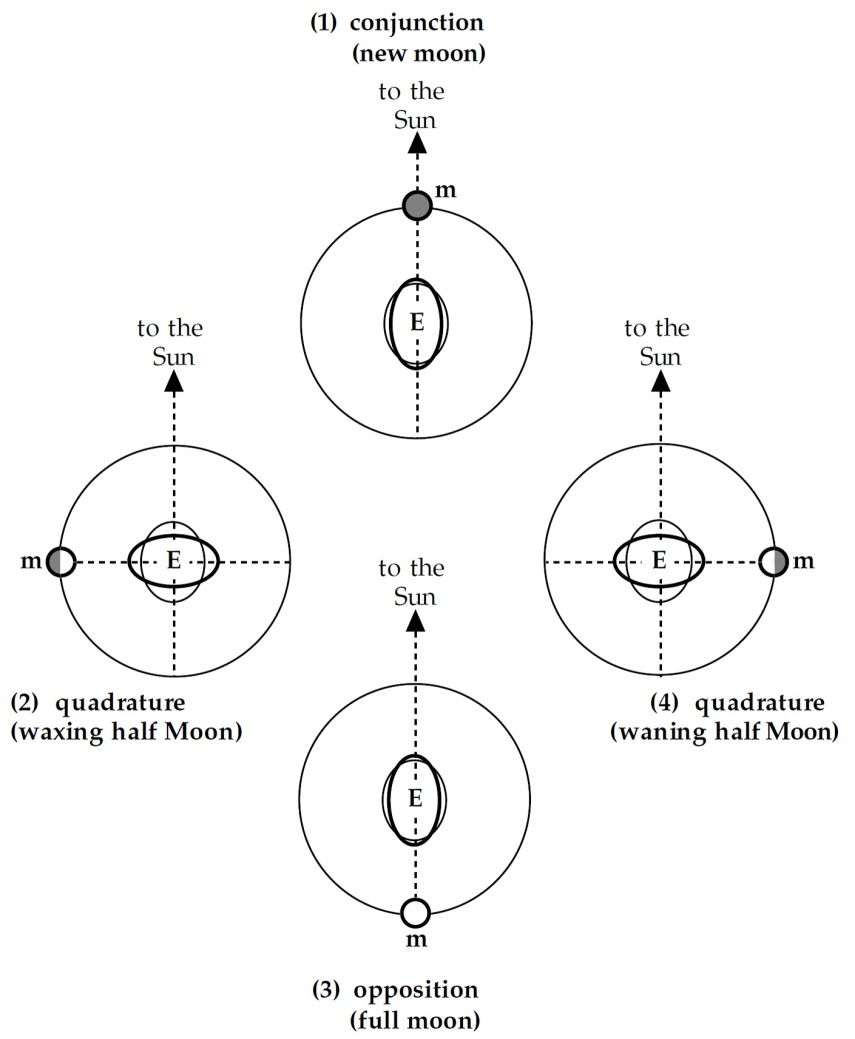 (1) conjunction
(new moon)
to the
Sun
m
E
to the
Sun
m
E
(2) quadrature
(waxing half Moon)
to the
Sun
E
m
(4) quadrature
(waning half Moon)
to the
Sun
E
m
(3) opposition
(full moon)